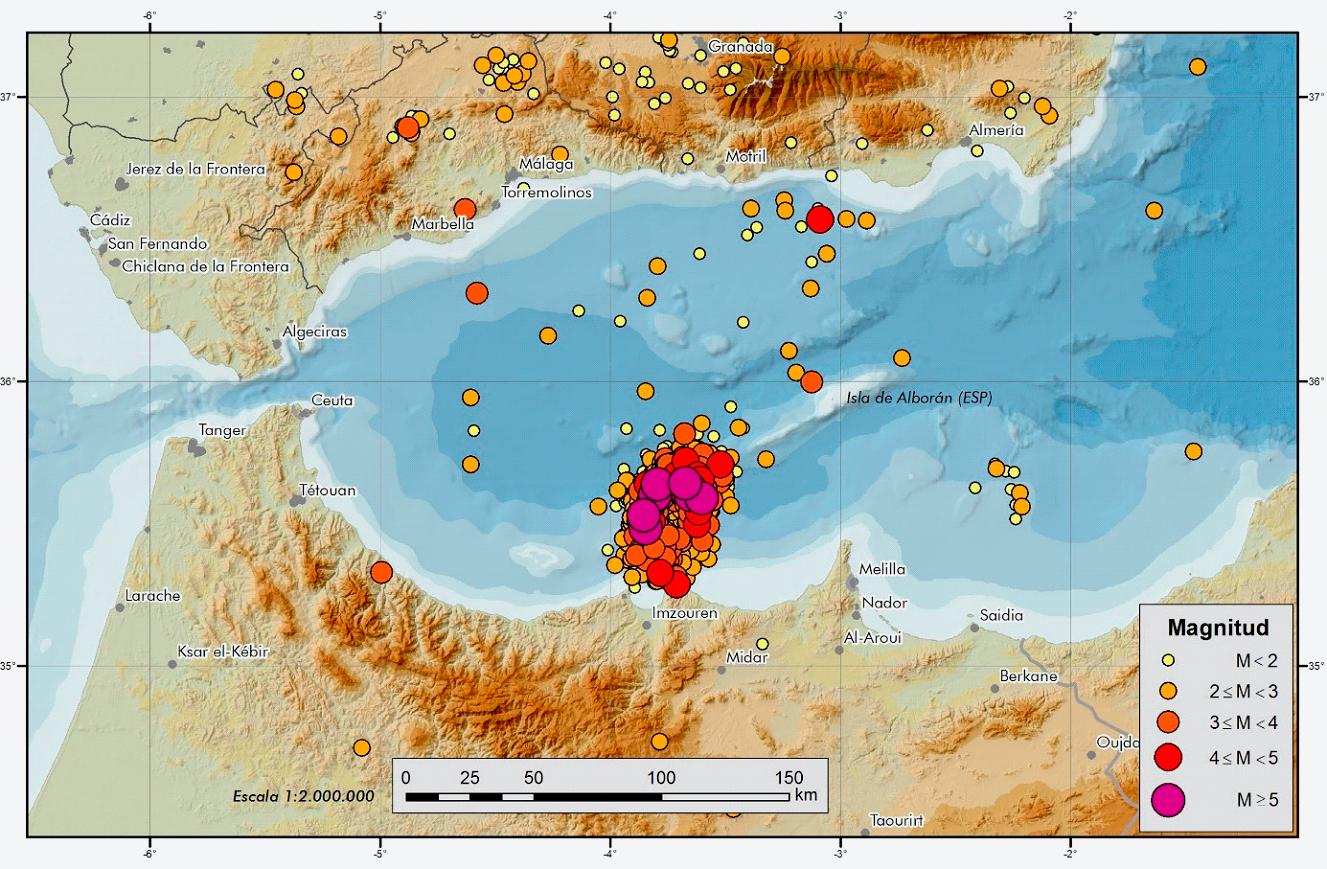 -6° -5° -4° -3° -2°
Granada
37° 37°
Almería
Motril
Málaga
Jerez de la Frontera
Torremolinos
Cádiz
Marbella
San Fernando
Chiclana de la Frontera
Algeciras
36° 36°
Isla de Alborán (ESP)
Ceuta
Tanger
Tétouan
Melilla
Larache
Nador
Imzouren
Saidia
Magnitud
Al-Aroui
Ksar el-Kébir
Midar
M < 2
35° 35°
Berkane
2 ≤ M < 3
3 ≤ M < 4
Oujda
4 ≤ M < 5
0 25 50 100 150
km
Escala 1:2.000.000
M ≥ 5
Taourirt
-6° -5° -4° -3° -2°